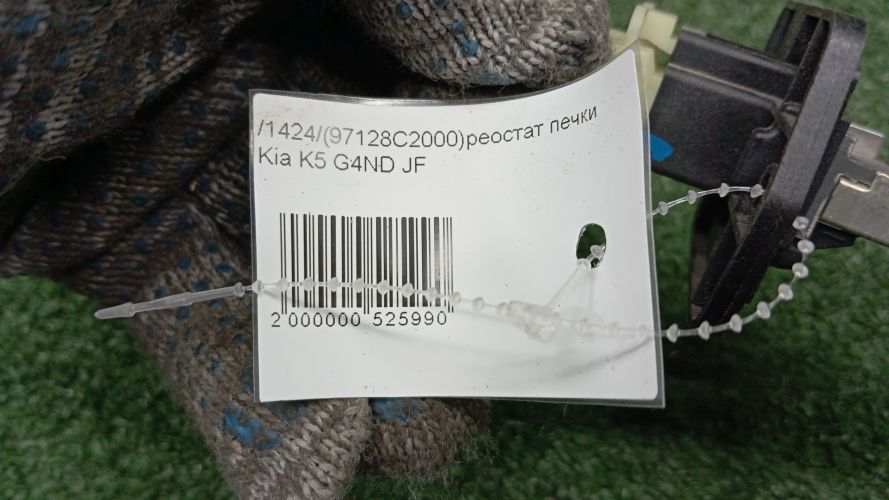 /1424/(97128C2000)реостат печки
Kia K5 G4ND JF
2 000000 525990